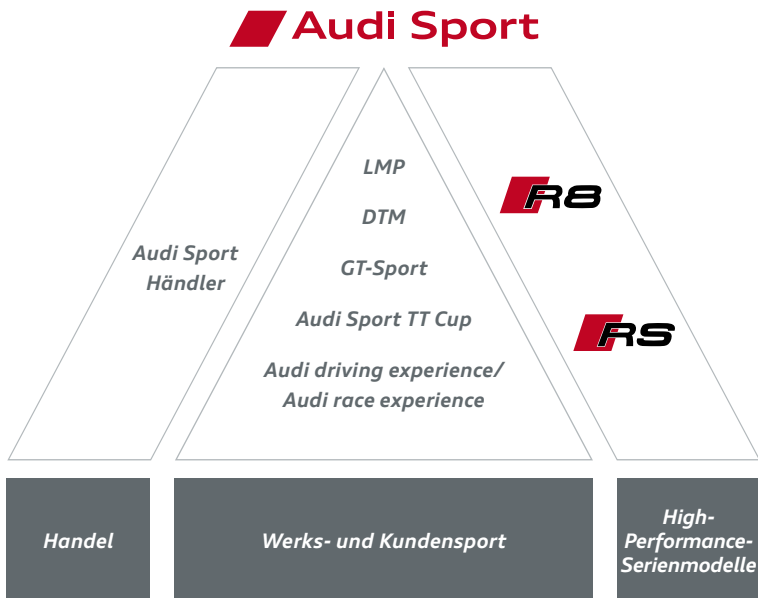 Audi Sport
Audi Sport
Händler
LMP
DTM
GT-Sport
Audi Sport TT Cup
Audi driving experience/
Audi race experience
R8
RS
Handel
Werks- und Kundensport
High-
Performance-
Serienmodelle